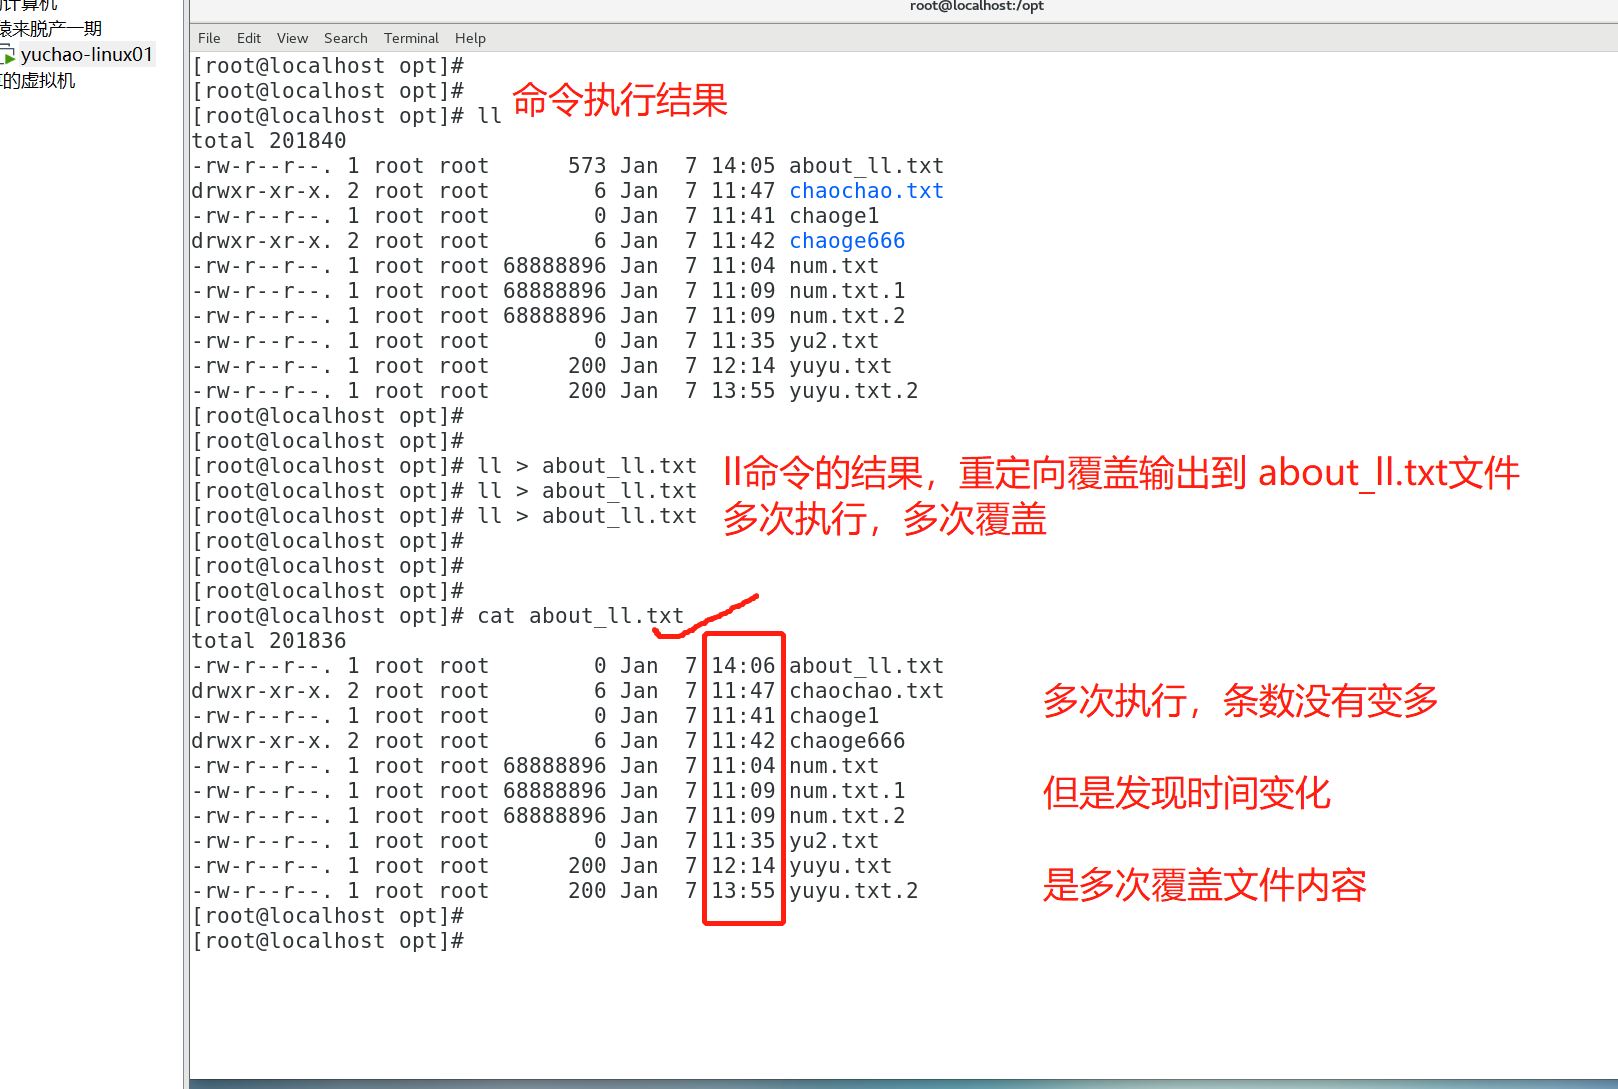 计算机
猿来脱产一期
yuchao-linux01
的虚拟机
root@localhost:/opt
File Edit View Search Terminal Help
[root@localhost opt]#
[root@localhost opt]#
命令执行结果
[root@localhost opt]# ll
total 201840
-rw-r--r--. 1 root root      573 Jan  7 14:05 about_ll.txt
drwxr-xr-x. 2 root root        6 Jan  7 11:47 chaochao.txt
-rw-r--r--. 1 root root        0 Jan  7 11:41 chaoge1
drwxr-xr-x. 2 root root        6 Jan  7 11:42 chaoge666
-rw-r--r--. 1 root root 68888896 Jan  7 11:04 num.txt
-rw-r--r--. 1 root root 68888896 Jan  7 11:09 num.txt.1
-rw-r--r--. 1 root root 68888896 Jan  7 11:09 num.txt.2
-rw-r--r--. 1 root root        0 Jan  7 11:35 yu2.txt
-rw-r--r--. 1 root root      200 Jan  7 12:14 yuyu.txt
-rw-r--r--. 1 root root      200 Jan  7 13:55 yuyu.txt.2
[root@localhost opt]#
[root@localhost opt]#
[root@localhost opt]# ll > about_ll.txt
[root@localhost opt]# ll > about_ll.txt
[root@localhost opt]# ll > about_ll.txt
ll命令的结果，重定向覆盖输出到 about_ll.txt文件
多次执行，多次覆盖
[root@localhost opt]#
[root@localhost opt]#
[root@localhost opt]#
[root@localhost opt]# cat about_ll.txt
total 201836
-rw-r--r--. 1 root root        0 Jan  7 14:06 about_ll.txt
drwxr-xr-x. 2 root root        6 Jan  7 11:47 chaochao.txt
-rw-r--r--. 1 root root        0 Jan  7 11:41 chaoge1
drwxr-xr-x. 2 root root        6 Jan  7 11:42 chaoge666
-rw-r--r--. 1 root root 68888896 Jan  7 11:04 num.txt
-rw-r--r--. 1 root root 68888896 Jan  7 11:09 num.txt.1
-rw-r--r--. 1 root root 68888896 Jan  7 11:09 num.txt.2
-rw-r--r--. 1 root root        0 Jan  7 11:35 yu2.txt
-rw-r--r--. 1 root root      200 Jan  7 12:14 yuyu.txt
-rw-r--r--. 1 root root      200 Jan  7 13:55 yuyu.txt.2
多次执行，条数没有变多
但是发现时间变化
是多次覆盖文件内容
[root@localhost opt]#
[root@localhost opt]#